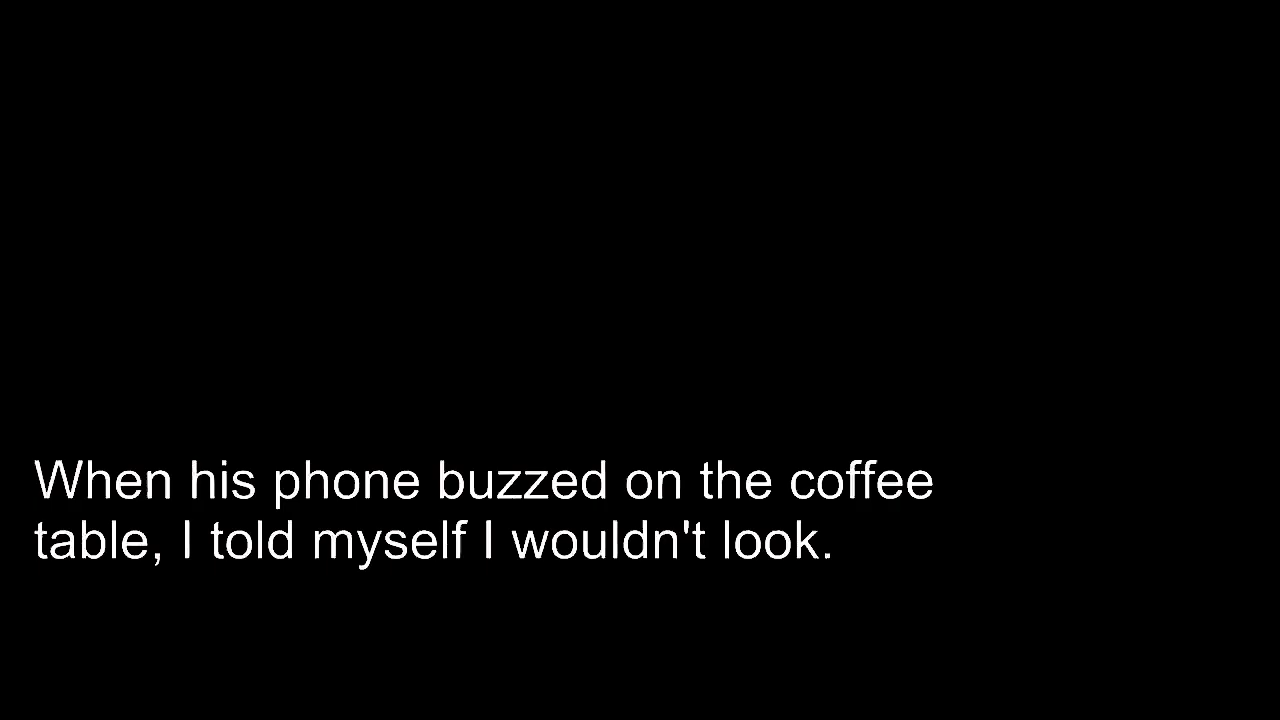 When his phone buzzed on the coffee
table, I told myself I wouldn't look.